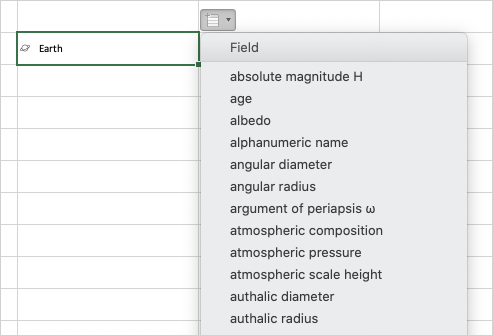 Earth
Field
absolute magnitude H
age
albedo
alphanumeric name
angular diameter
angular radius
argument of periapsis ω
atmospheric composition
atmospheric pressure
atmospheric scale height
authalic diameter
authalic radius